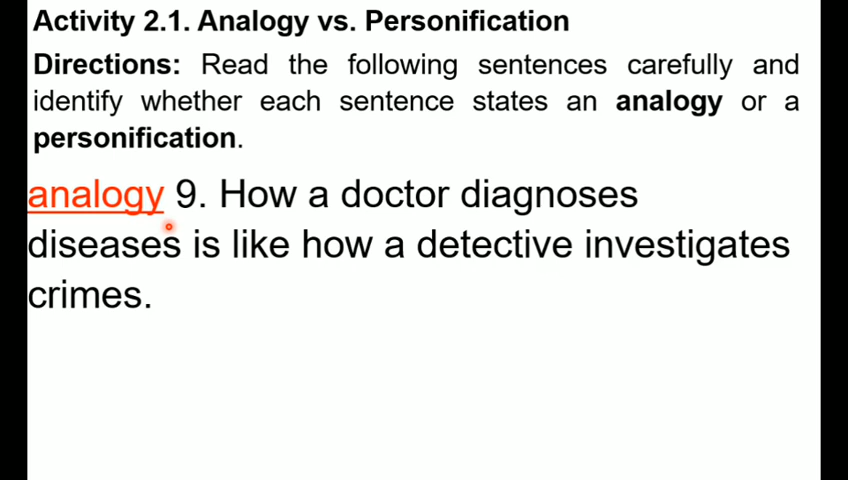 Activity 2.1. Analogy vs. Personification
Directions: Read the following sentences carefully and
identify whether each sentence states an analogy or a
personification.
analogy 9. How a doctor diagnoses
diseases is like how a detective investigates
crimes.